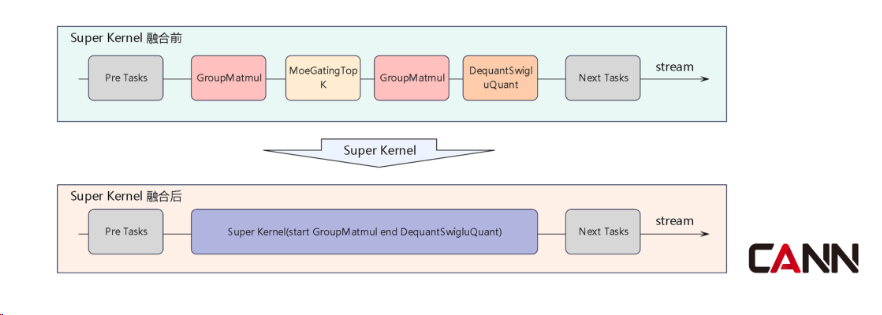 Super Kernel 融合前
Pre Tasks
GroupMatmul
MoeGatingTop
K
GroupMatmul
DequantSwigl
uQuant
Next Tasks
stream
Super Kernel
Super Kernel 融合后
Pre Tasks
Super Kernel(start GroupMatmul end DequantSwigluQuant)
Next Tasks
stream
CANN